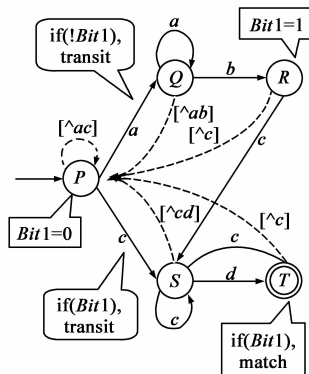 a
if(!Bit1),
transit
Bit1=1
Q
b
R
[^ab]
[^c]
[^ac]
a
c
P
[^cd]
[^c]
Bit1=0
c
c
S
d
T
if(Bit1),
transit
c
if(Bit1),
match